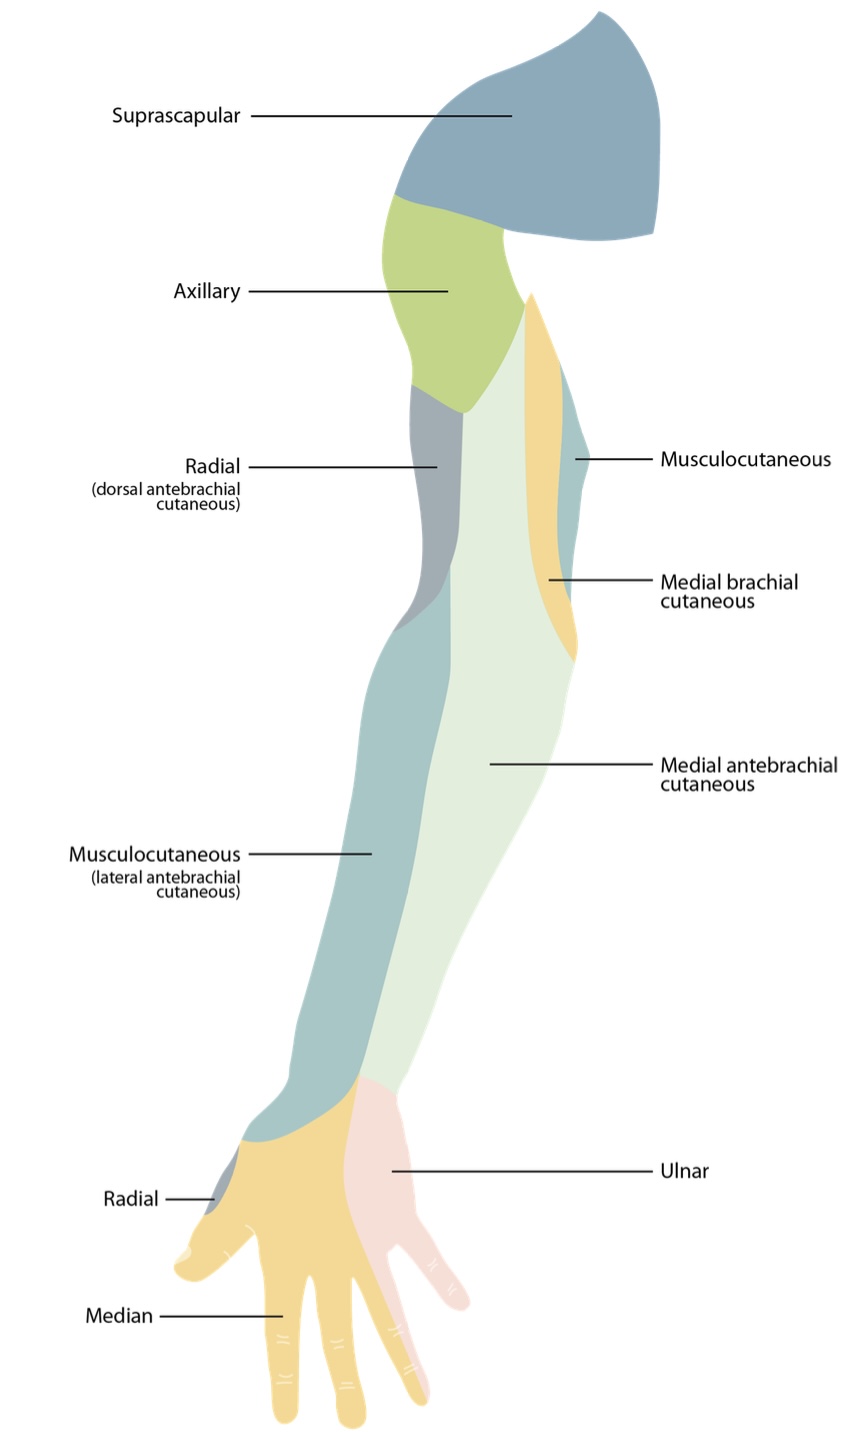 Suprascapular
Axillary
Radial
(dorsal antebrachial
cutaneous)
Musculocutaneous
Medial brachial
cutaneous
Medial antebrachial
cutaneous
Musculocutaneous
(lateral antebrachial
cutaneous)
Ulnar
Radial
Median